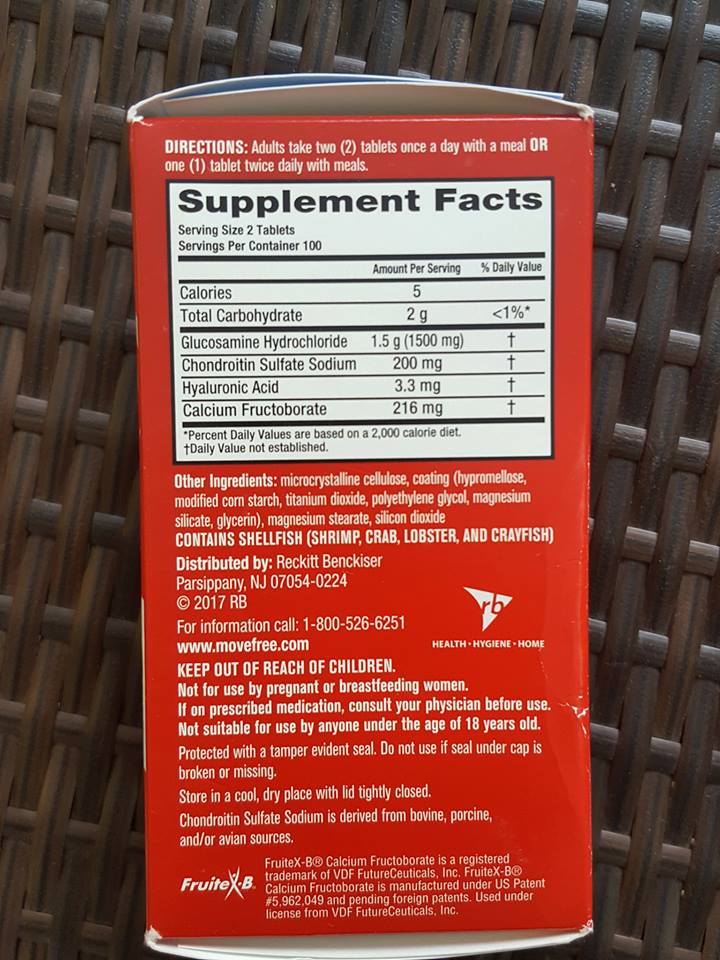 DIRECTIONS: Adults take two (2) tablets once a day with a meal OR
one (1) tablet twice daily with meals.
Supplement Facts
Serving Size 2 Tablets
Servings Per Container 100
Amount Per Serving % Daily Value
Calories 5
Total Carbohydrate 2 g <1%*
Glucosamine Hydrochloride 1.5 g (1500 mg) †
Chondroitin Sulfate Sodium 200 mg †
Hyaluronic Acid 3.3 mg †
Calcium Fructoborate 216 mg †
*Percent Daily Values are based on a 2,000 calorie diet.
†Daily Value not established.
Other Ingredients: microcrystalline cellulose, coating (hypromellose,
modified corn starch, titanium dioxide, polyethylene glycol, magnesium
silicate, glycerin), magnesium stearate, silicon dioxide
CONTAINS SHELLFISH (SHRIMP, CRAB, LOBSTER, AND CRAYFISH)
Distributed by: Reckitt Benckiser
Parsippany, NJ 07054-0224
© 2017 RB
For information call: 1-800-526-6251
www.movefree.com
rb
HEALTH • HYGIENE • HOME
KEEP OUT OF REACH OF CHILDREN.
Not for use by pregnant or breastfeeding women.
If on prescribed medication, consult your physician before use.
Not suitable for use by anyone under the age of 18 years old.
Protected with a tamper evident seal. Do not use if seal under cap is
broken or missing.
Store in a cool, dry place with lid tightly closed.
Chondroitin Sulfate Sodium is derived from bovine, porcine,
and/or avian sources.
FruiteX-B®
FruiteX-B® Calcium Fructoborate is a registered
trademark of VDF FutureCeuticals, Inc. FruiteX-B®
Calcium Fructoborate is manufactured under US Patent
#5,962,049 and pending foreign patents. Used under
license from VDF FutureCeuticals, Inc.